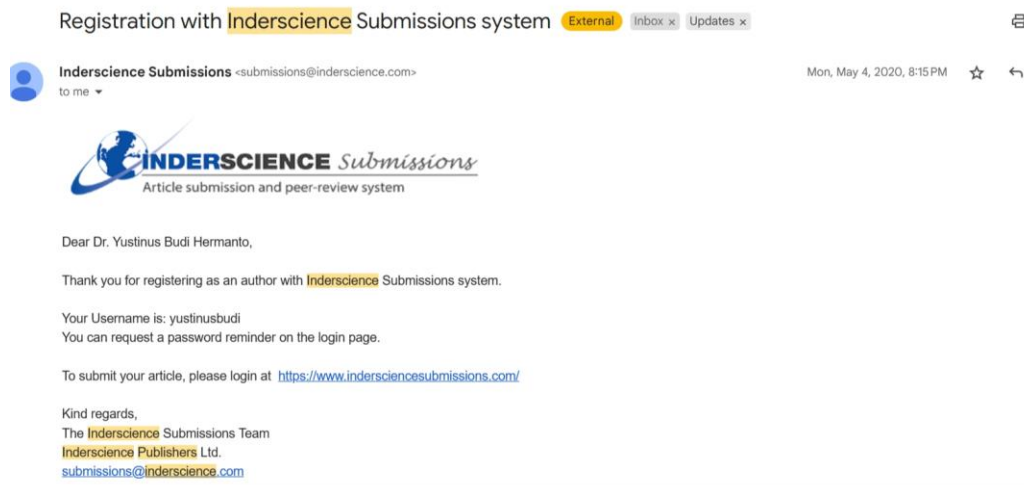 Registration with Inderscience Submissions system External Inbox x Updates x
Inderscience Submissions <submissions@inderscience.com> Mon, May 4, 2020, 8:15 PM
to me
INDERSCIENCE Submissions
Article submission and peer-review system
Dear Dr. Yustinus Budi Hermanto,
Thank you for registering as an author with Inderscience Submissions system.
Your Username is: yustinusbudi
You can request a password reminder on the login page.
To submit your article, please login at https://www.indersciencesubmissions.com/
Kind regards,
The Inderscience Submissions Team
Inderscience Publishers Ltd.
submissions@inderscience.com